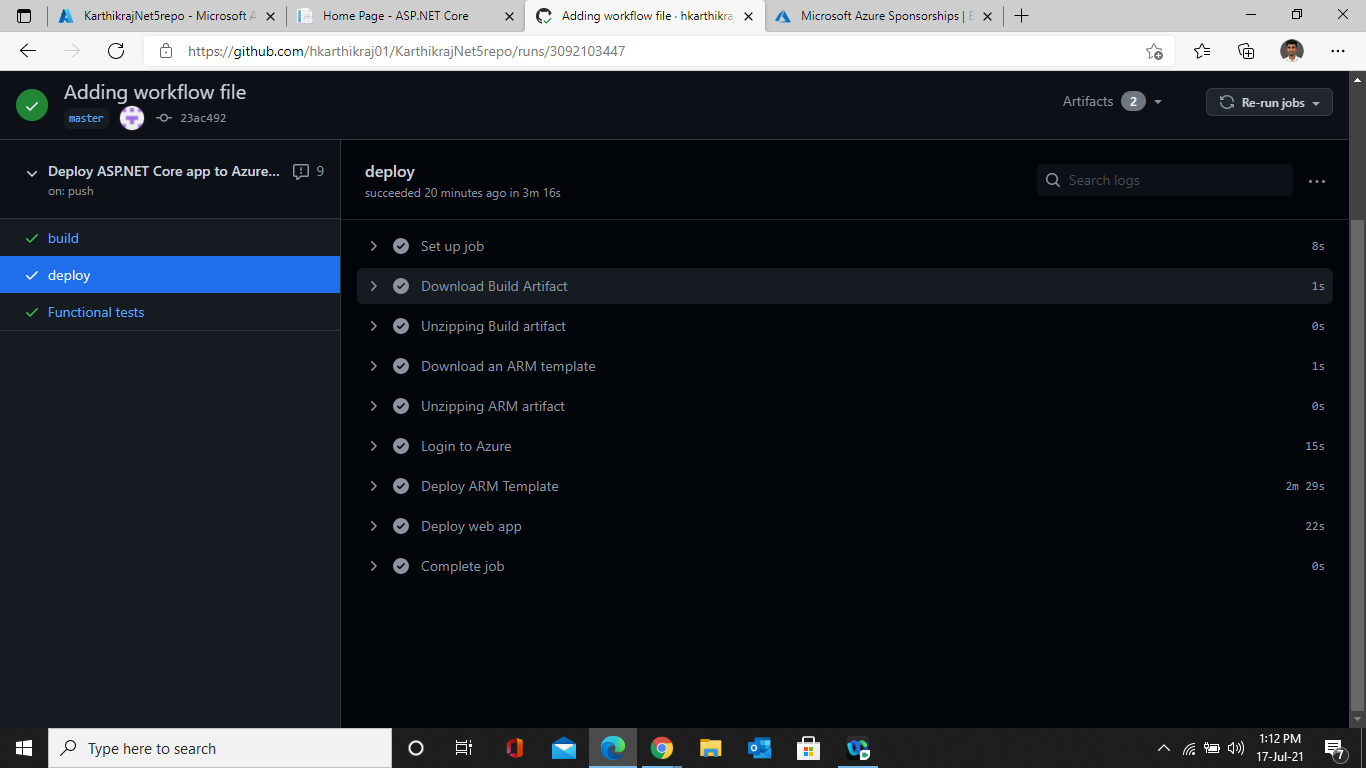 KarthikrajNet5repo - Microsoft A
Home Page - ASP.NET Core
Adding workflow file · hkarthikraj
Microsoft Azure Sponsorships | B
https://github.com/hkarthikraj01/KarthikrajNet5repo/runs/3092103447
Adding workflow file
master
23ac492
Artifacts 2
Re-run jobs
Deploy ASP.NET Core app to Azure... 9
on: push
build
deploy
Functional tests
deploy
succeeded 20 minutes ago in 3m 16s
Search logs
Set up job 8s
Download Build Artifact 1s
Unzipping Build artifact 0s
Download an ARM template 1s
Unzipping ARM artifact 0s
Login to Azure 15s
Deploy ARM Template 2m 29s
Deploy web app 22s
Complete job 0s
Type here to search
1:12 PM
17-Jul-21
7